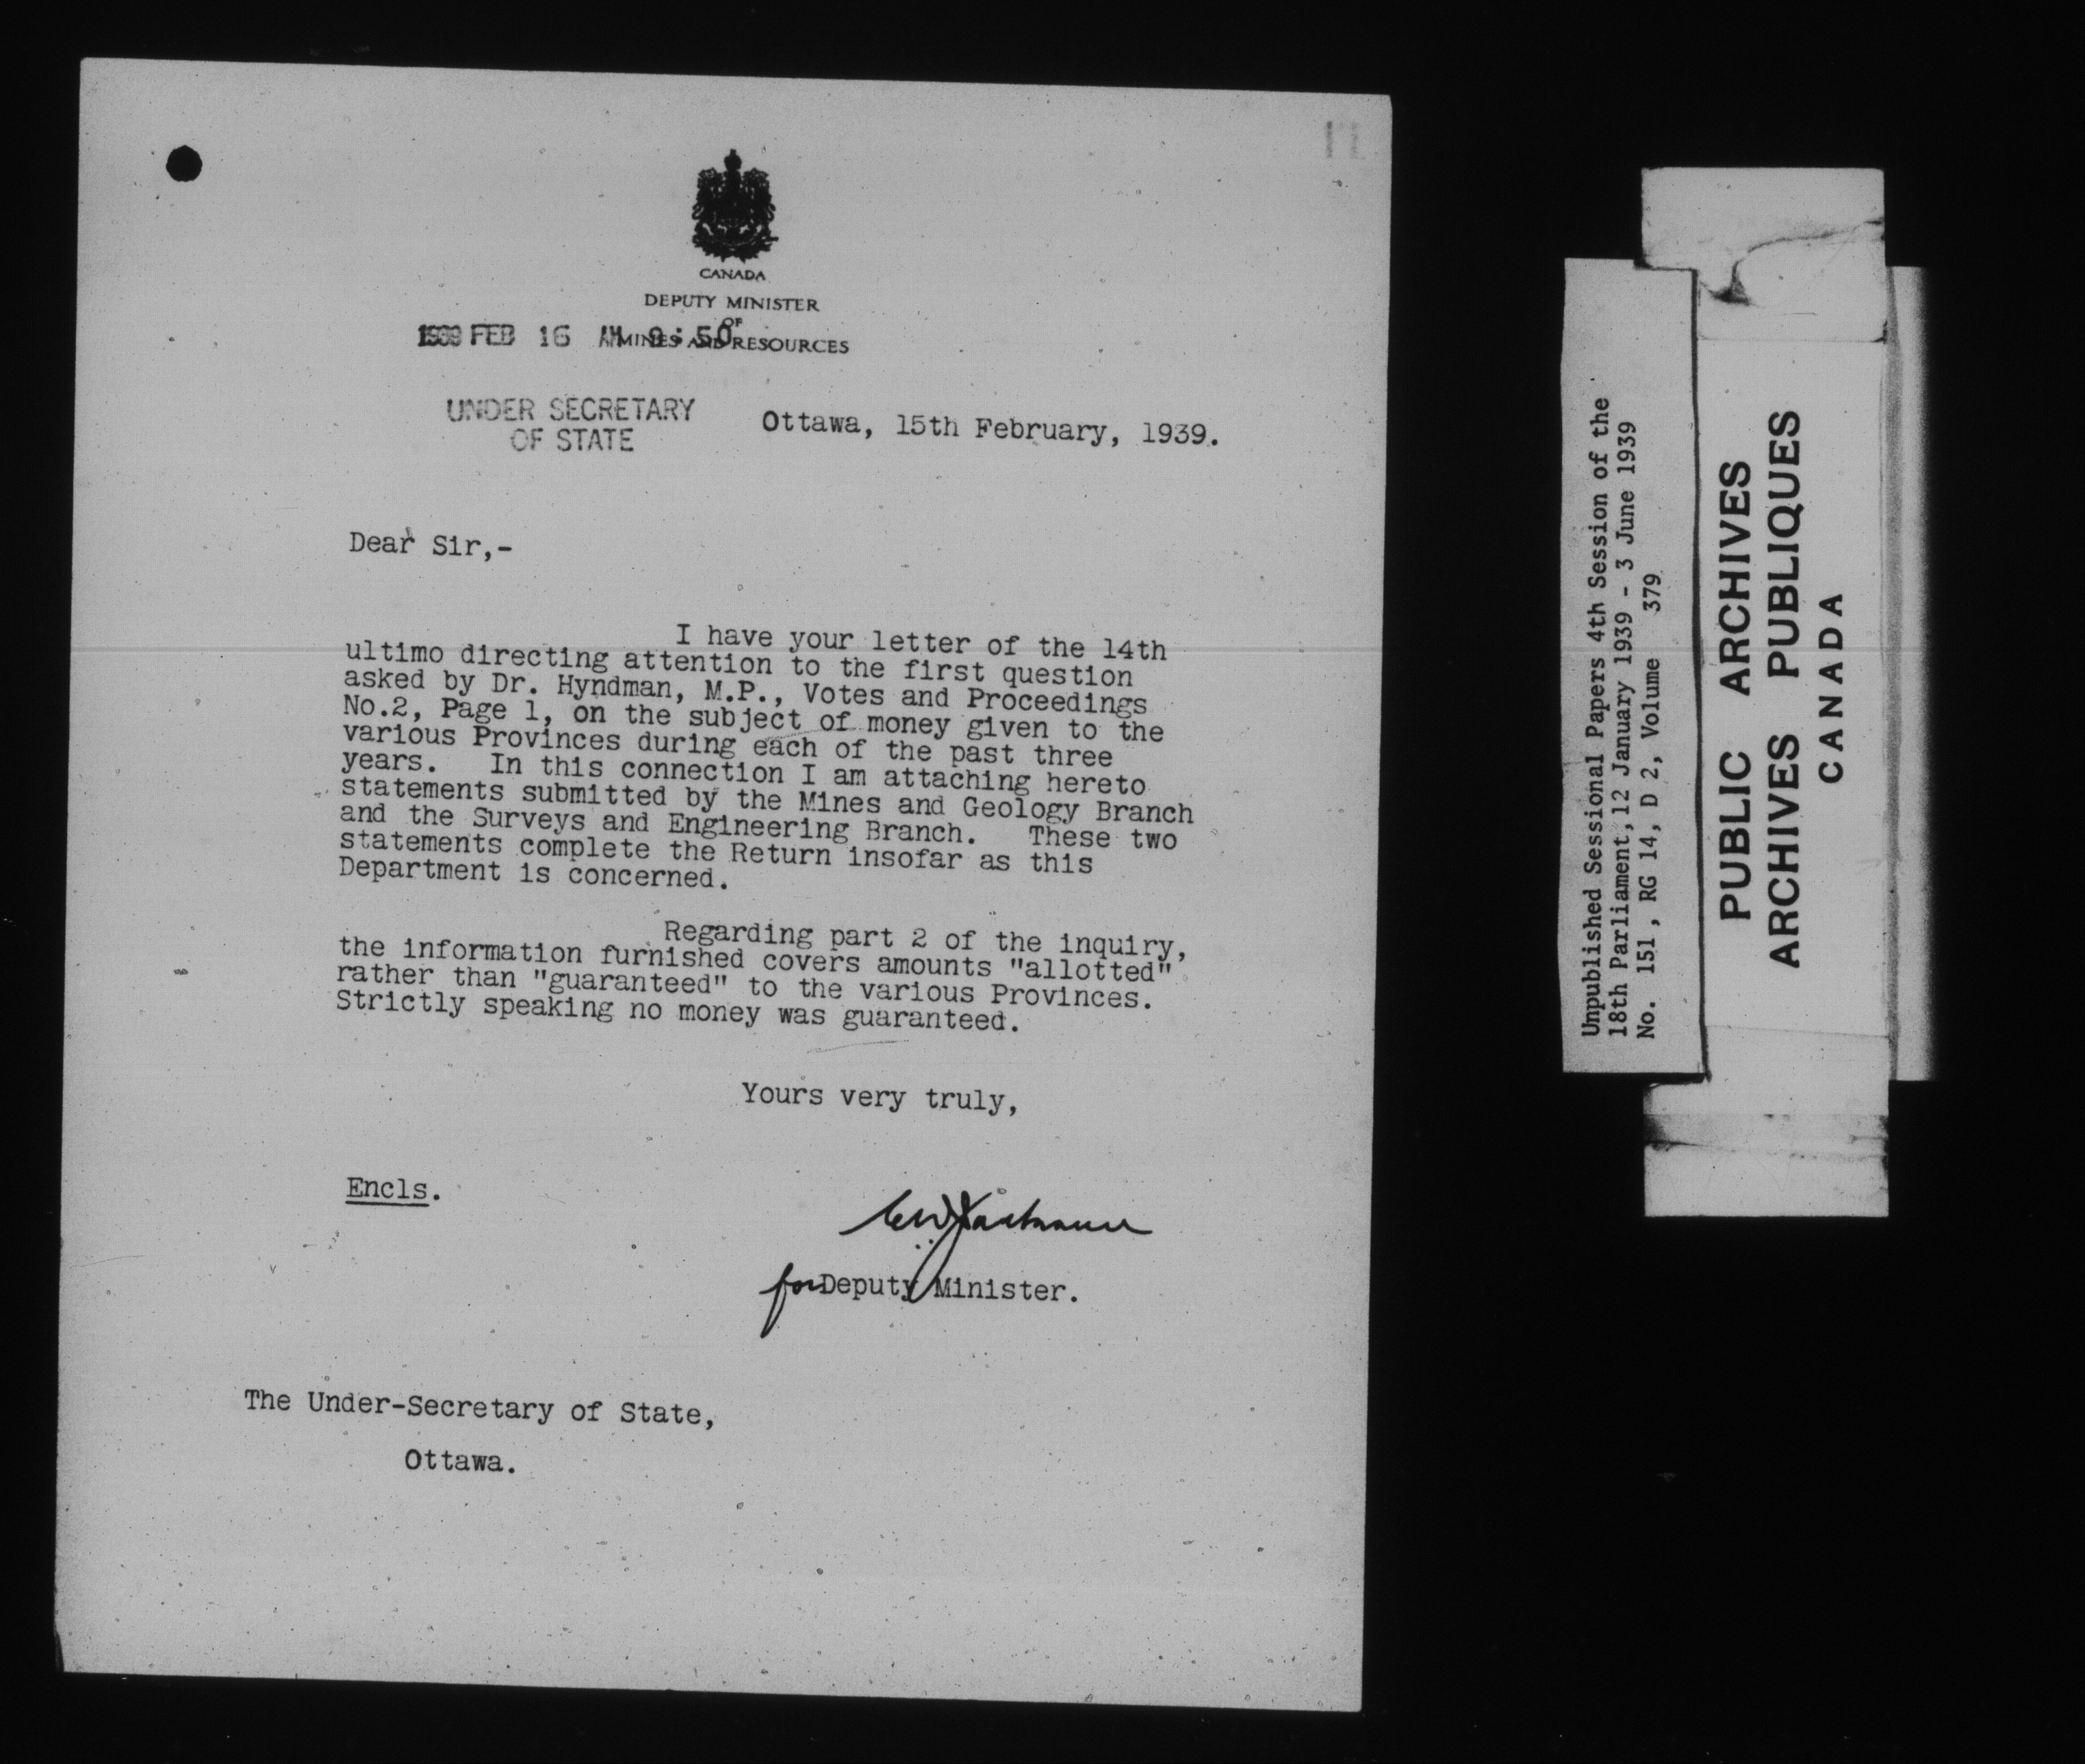 CANADA
DEPUTY MINISTER
OF
MINES AND RESOURCES
1939 FEB 16 AM 9:50
UNDER SECRETARY
OF STATE
Ottawa, 15th February, 1939.
Dear Sir,-
I have your letter of the 14th
ultimo directing attention to the first question
asked by Dr. Hyndman, M.P., Votes and Proceedings
No.2, Page 1, on the subject of money given to the
various Provinces during each of the past three
years. In this connection I am attaching hereto
statements submitted by the Mines and Geology Branch
and the Surveys and Engineering Branch. These two
statements complete the Return insofar as this
Department is concerned.
Regarding part 2 of the inquiry,
the information furnished covers amounts "allotted"
rather than "guaranteed" to the various Provinces.
Strictly speaking no money was guaranteed.
Yours very truly,
Encls.
for Deputy Minister.
The Under-Secretary of State,
Ottawa.
Unpublished Sessional Papers 4th Session of the
18th Parliament, 12 January 1939 - 3 June 1939
No. 151, RG 14, D 2, Volume 379
PUBLIC ARCHIVES
ARCHIVES PUBLIQUES
CANADA